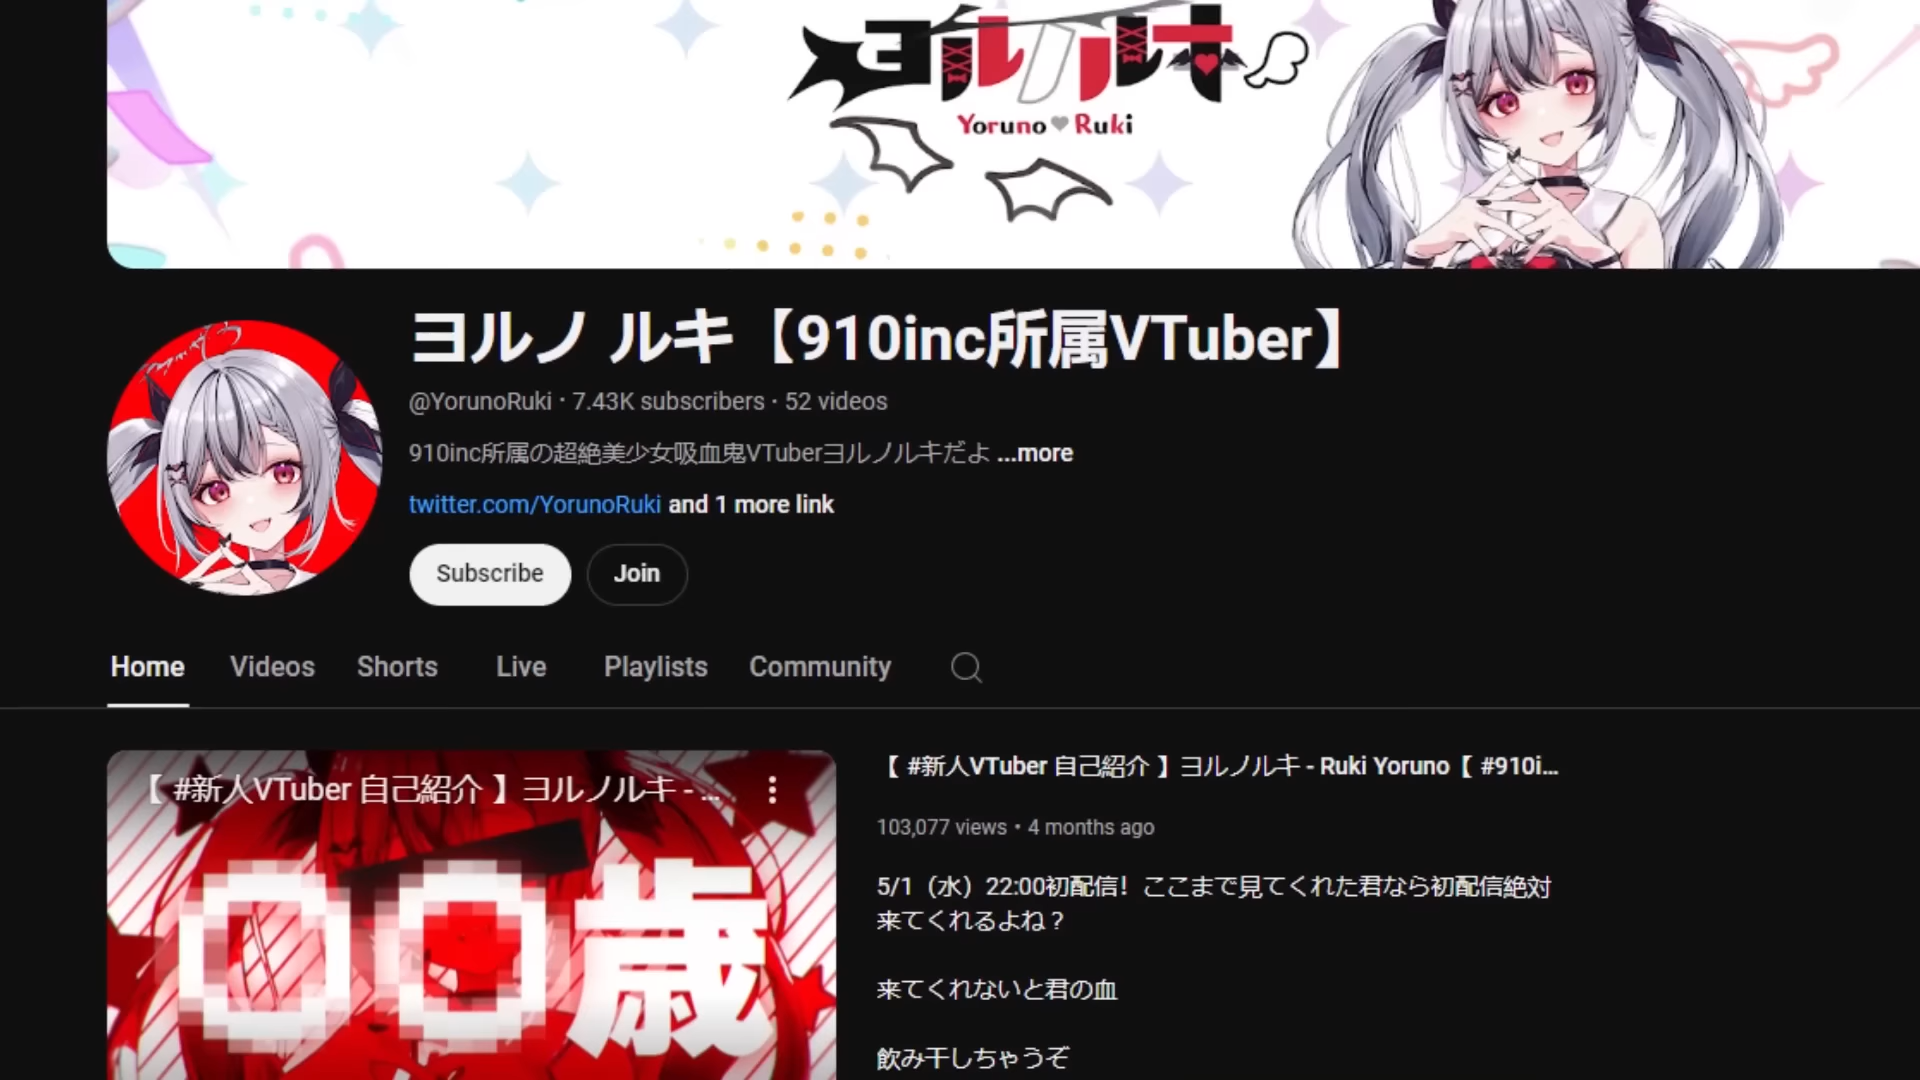 ヨルノルキ
Yoruno Ruki
ヨルノ ルキ【910inc所属VTuber】
@YorunoRuki · 7.43K subscribers · 52 videos
910inc所属の超絶美少女吸血鬼VTuberヨルノルキだよ ...more
twitter.com/YorunoRuki and 1 more link
Subscribe
Join
Home
Videos
Shorts
Live
Playlists
Community
【 #新人VTuber 自己紹介 】ヨルノルキ - ...
〇〇歳
【 #新人VTuber 自己紹介 】ヨルノルキ - Ruki Yoruno【 #910i...
103,077 views • 4 months ago
5/1（水）22:00初配信！ここまで見てくれた君なら初配信絶対
来てくれるよね？
来てくれないと君の血
飲み干しちゃうぞ